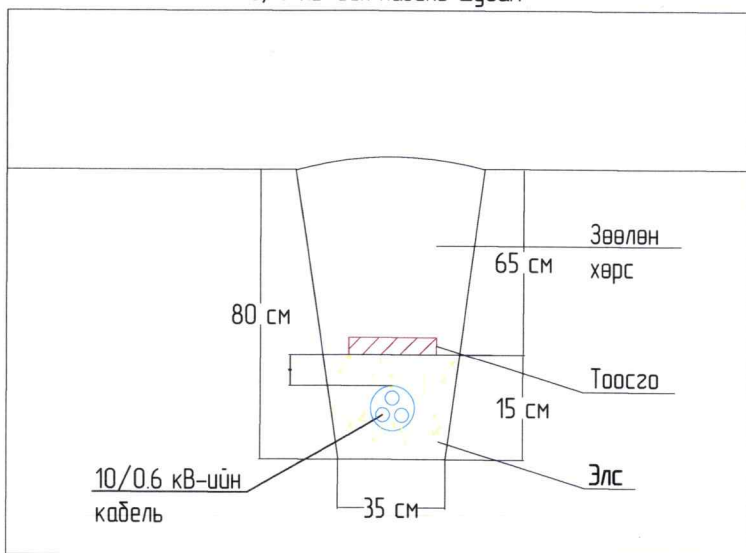 Зөөлөн
хөрс
65 см
80 см
Тоосго
15 см
10/0.6 кВ-ийн
кабель
Элс
35 см